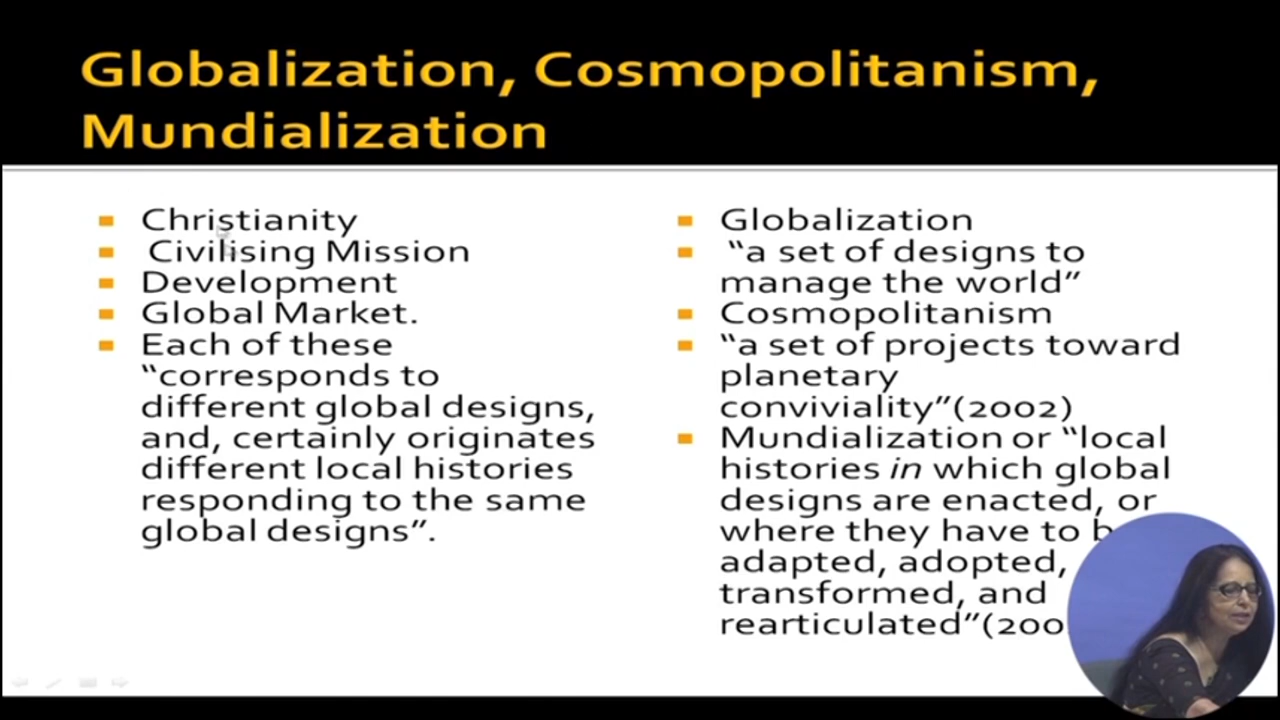 Globalization, Cosmopolitanism,
Mundialization
Christianity
Civilising Mission
Development
Global Market.
Each of these
“corresponds to
different global designs,
and, certainly originates
different local histories
responding to the same
global designs”.
Globalization
“a set of designs to
manage the world”
Cosmopolitanism
“a set of projects toward
planetary
conviviality”(2002)
Mundialization or “local
histories in which global
designs are enacted, or
where they have to
adapted, adopted,
transformed, and
rearticulated”